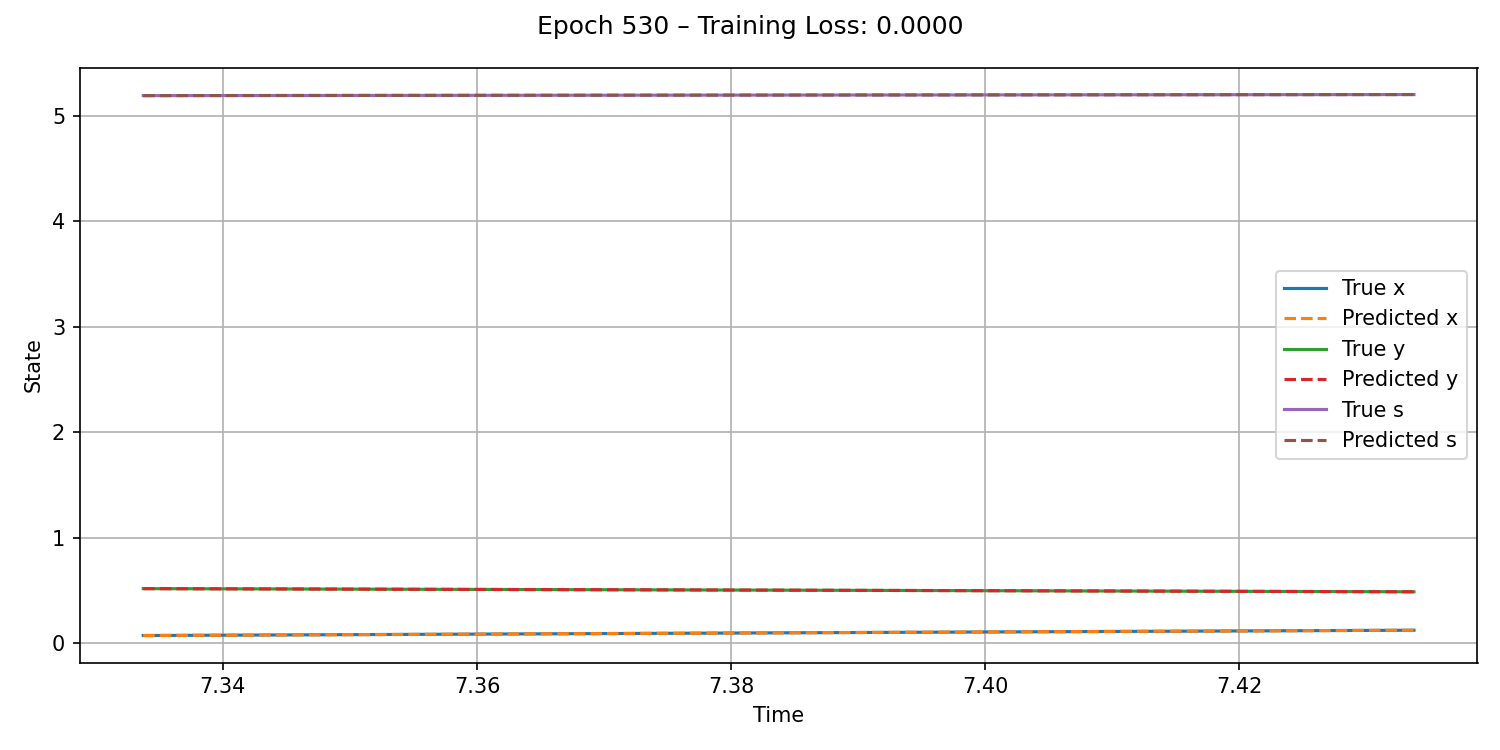 Epoch 530 – Training Loss: 0.0000
5
4
3
2
1
0
State
True x
Predicted x
True y
Predicted y
True s
Predicted s
7.34 7.36 7.38 7.40 7.42
Time